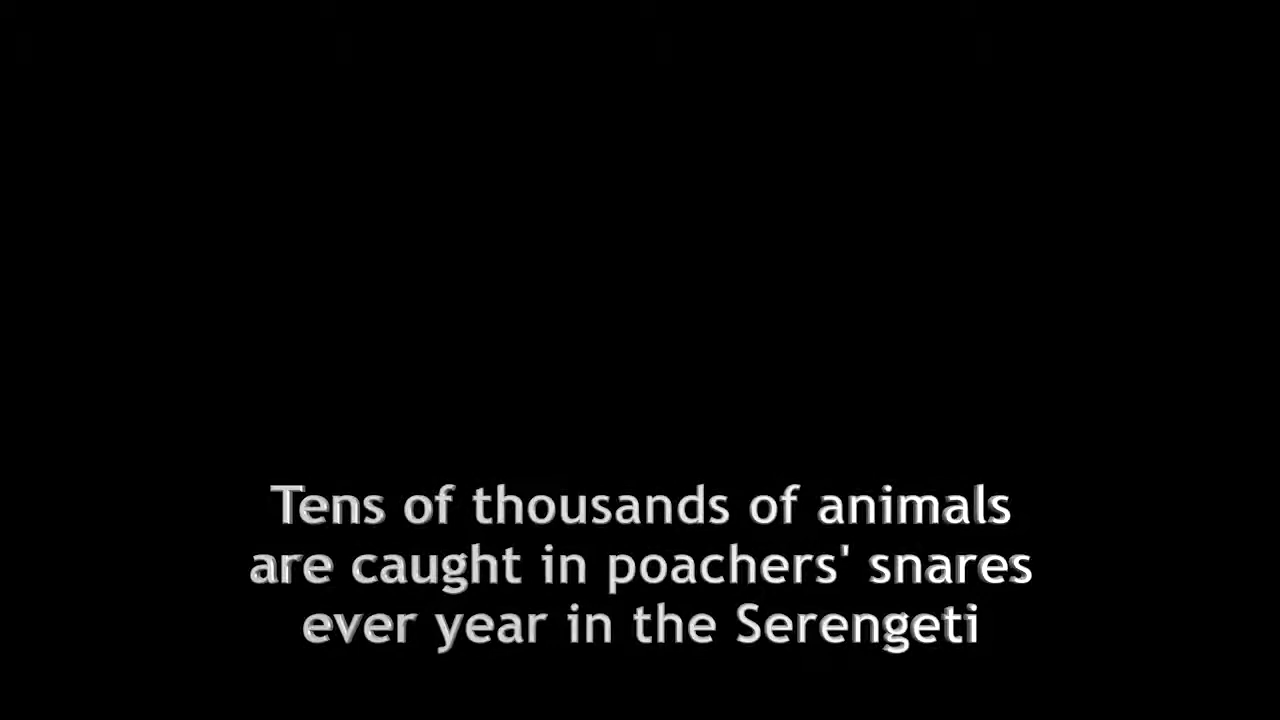 Tens of thousands of animals
are caught in poachers' snares
ever year in the Serengeti